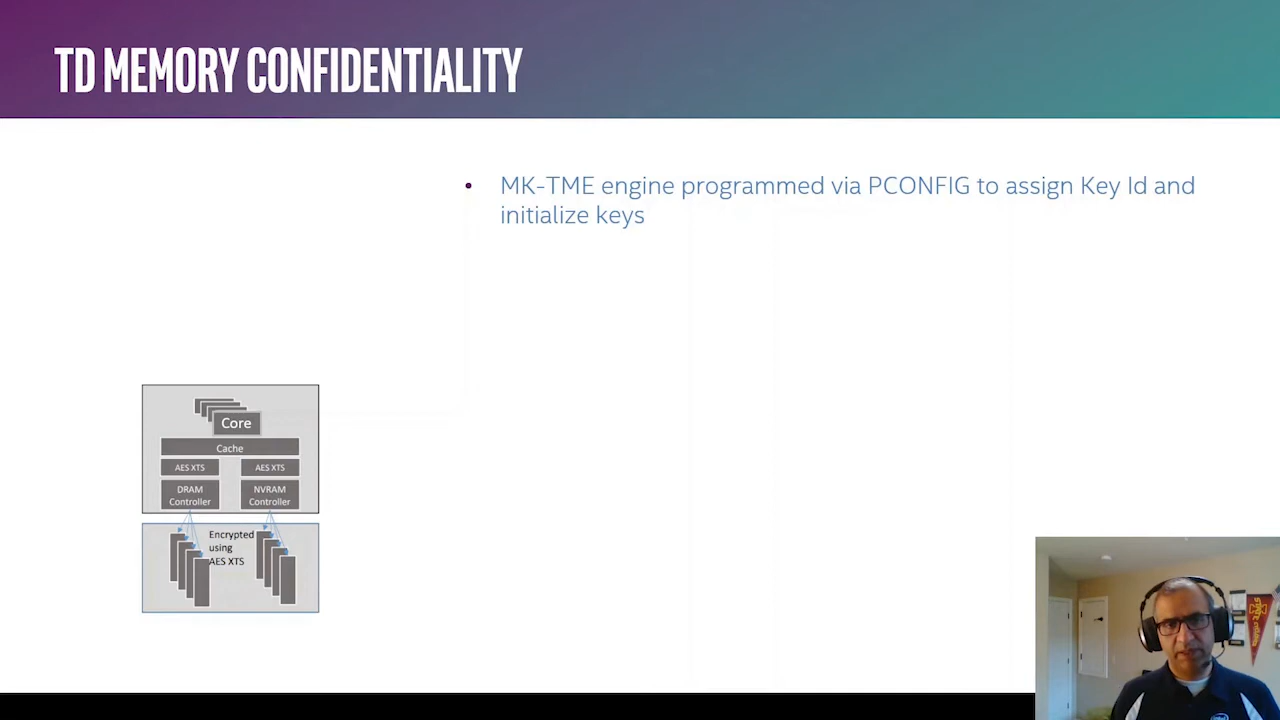 TD MEMORY CONFIDENTIALITY
• MK-TME engine programmed via PCONFIG to assign Key Id and
initialize keys
Core
Cache
AES XTS AES XTS
DRAM
Controller
NVRAM
Controller
Encrypted
using
AES XTS